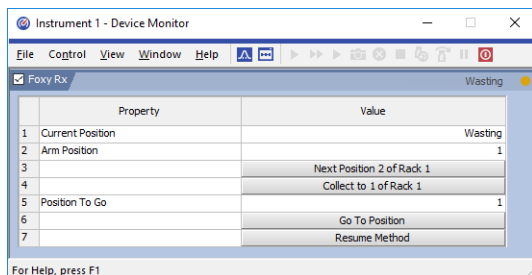 Instrument 1 - Device Monitor
File Control View Window Help
Foxy Rx Wasting
Property Value
1 Current Position Wasting
2 Arm Position 1
3 Next Position 2 of Rack 1
4 Collect to 1 of Rack 1
5 Position To Go 1
6 Go To Position
7 Resume Method
For Help, press F1